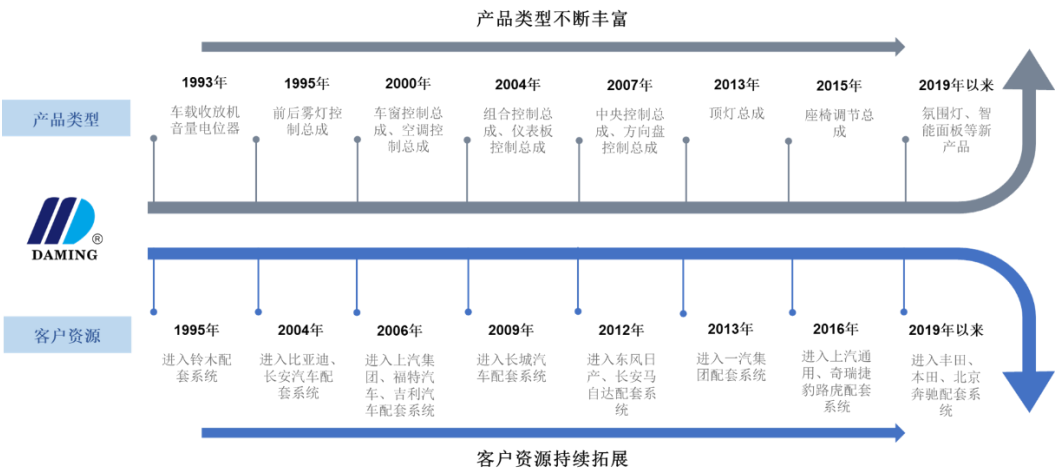 产品类型不断丰富
1993年
1995年
2000年
2004年
2007年
2013年
2015年
2019年以来
产品类型
车载收放机
音量电位器
前后雾灯控
制总成
车窗控制总
成、空调控
制总成
组合控制总
成、仪表板
控制总成
中央控制总
成、方向盘
控制总成
顶灯总成
座椅调节总
成
氛围灯、智
能面板等新
产品
®
DAMING
客户资源
1995年
2004年
2006年
2009年
2012年
2013年
2016年
2019年以来
进入铃木配
套系统
进入比亚迪、
长安汽车配
套系统
进入上汽集
团、福特汽
车、吉利汽
车配套系统
进入长城汽
车配套系统
进入东风日
产、长安马
自达配套系
统
进入一汽集
团配套系统
进入上汽通
用、奇瑞捷
豹路虎配套
系统
进入丰田、
本田、北京
奔驰配套系
统
客户资源持续拓展